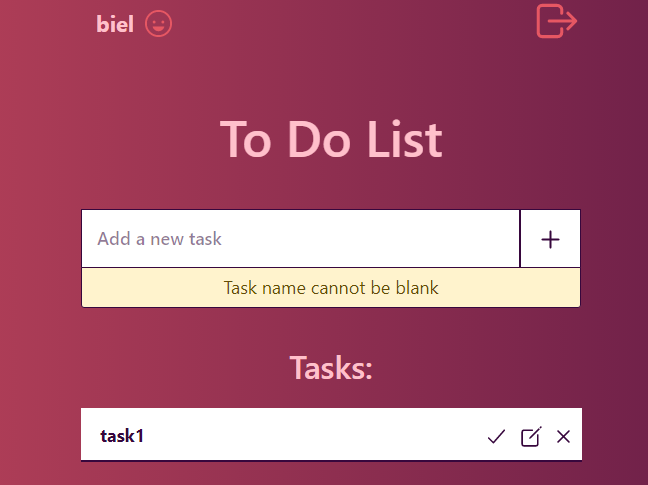 biel
To Do List
Add a new task
Task name cannot be blank
Tasks:
task1